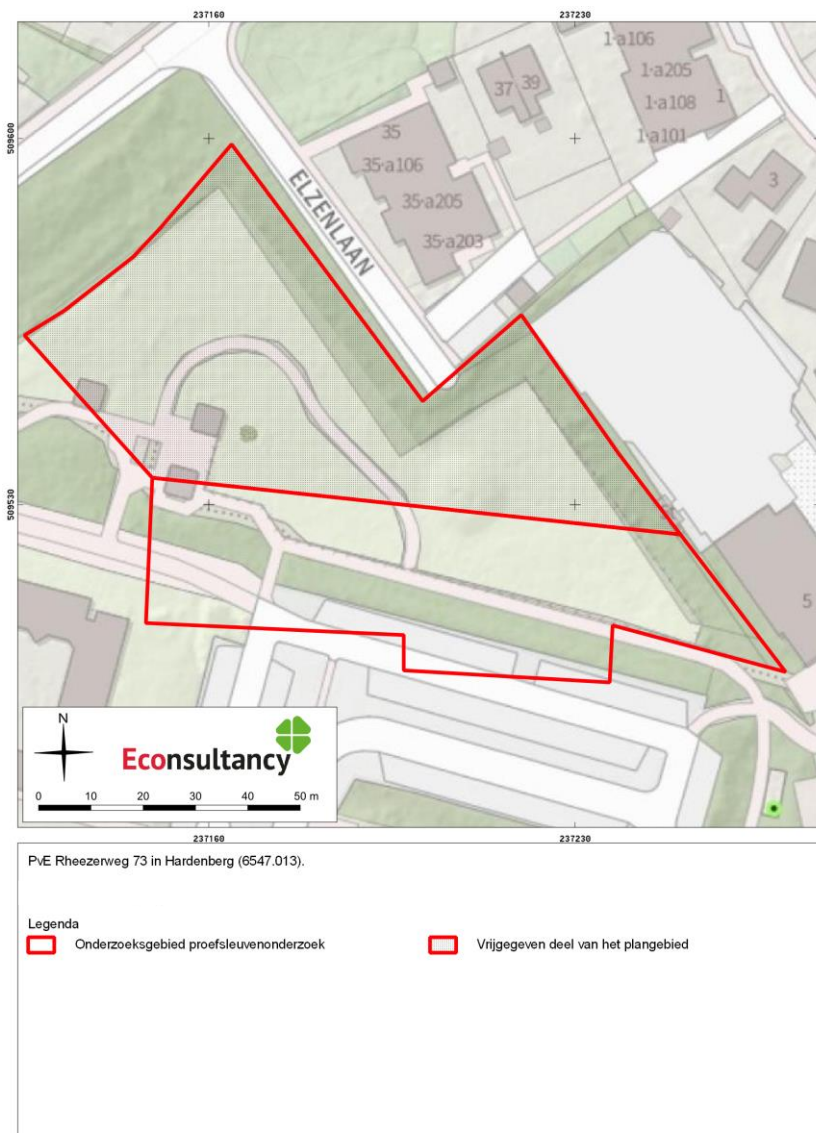 237160 237230
1-a106
1-a205
1-a108
1
1-a101
37
39
35
35-a106
35-a205
35-a203
ELZENLAAN
3
509600
509530
5
N
Econsultancy
0 10 20 30 40 50 m
237160 237230
PvE Rheezerweg 73 in Hardenberg (6547.013).
Legenda
Onderzoeksgebied proefsleuvenonderzoek
Vrijgegeven deel van het plangebied